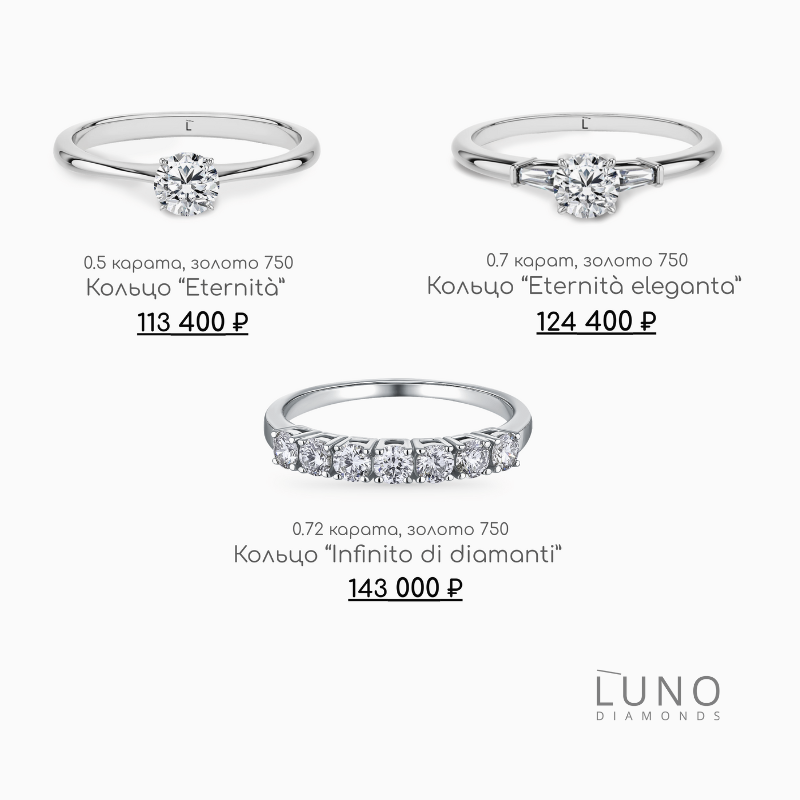 L
L
0.5 карата, золото 750
Кольцо “Eternità”
113 400 ₽
0.7 карат, золото 750
Кольцо “Eternità eleganta”
124 400 ₽
0.72 карата, золото 750
Кольцо “Infinito di diamanti”
143 000 ₽
LUNO
DIAMONDS